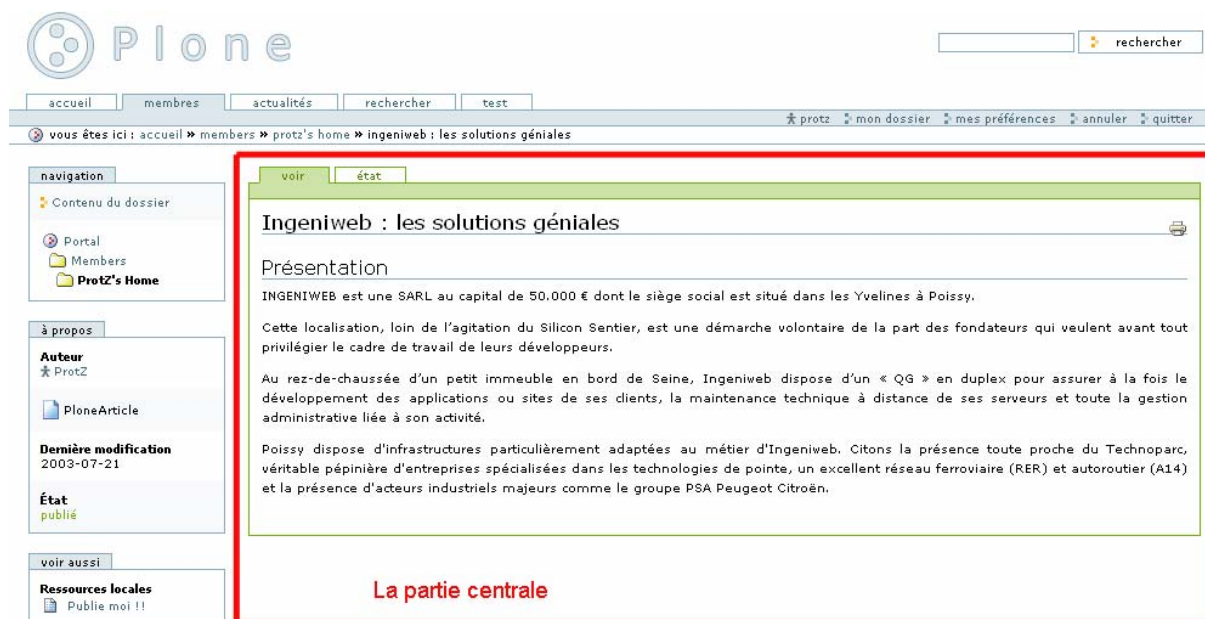 Plone
rechercher
accueil membres actualités rechercher test
protz mon dossier mes préférences annuler quitter
vous êtes ici : accueil » members » protz's home » ingeniweb : les solutions géniales
navigation
Contenu du dossier
Portal
Members
ProtZ's Home
à propos
Auteur
ProtZ
PloneArticle
Dernière modification
2003-07-21
État
publié
voir aussi
Ressources locales
Publie moi !!
voir état
Ingeniweb : les solutions géniales
Présentation
INGENIWEB est une SARL au capital de 50.000 € dont le siège social est situé dans les Yvelines à Poissy.
Cette localisation, loin de l'agitation du Silicon Sentier, est une démarche volontaire de la part des fondateurs qui veulent avant tout
privilégier le cadre de travail de leurs développeurs.
Au rez-de-chaussée d'un petit immeuble en bord de Seine, Ingeniweb dispose d'un « QG » en duplex pour assurer à la fois le
développement des applications ou sites de ses clients, la maintenance technique à distance de ses serveurs et toute la gestion
administrative liée à son activité.
Poissy dispose d'infrastructures particulièrement adaptées au métier d'Ingeniweb. Citons la présence toute proche du Technoparc,
véritable pépinière d'entreprises spécialisées dans les technologies de pointe, un excellent réseau ferroviaire (RER) et autoroutier (A14)
et la présence d'acteurs industriels majeurs comme le groupe PSA Peugeot Citroën.
La partie centrale